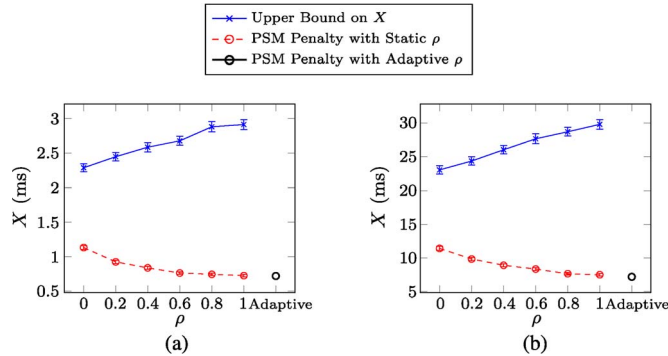 Upper Bound on X
PSM Penalty with Static ρ
PSM Penalty with Adaptive ρ
3
2.5
2
1.5
1
0.5
X (ms)
0 0.2 0.4 0.6 0.8 1 Adaptive
ρ
(a)
30
25
20
15
10
5
X (ms)
0 0.2 0.4 0.6 0.8 1 Adaptive
ρ
(b)